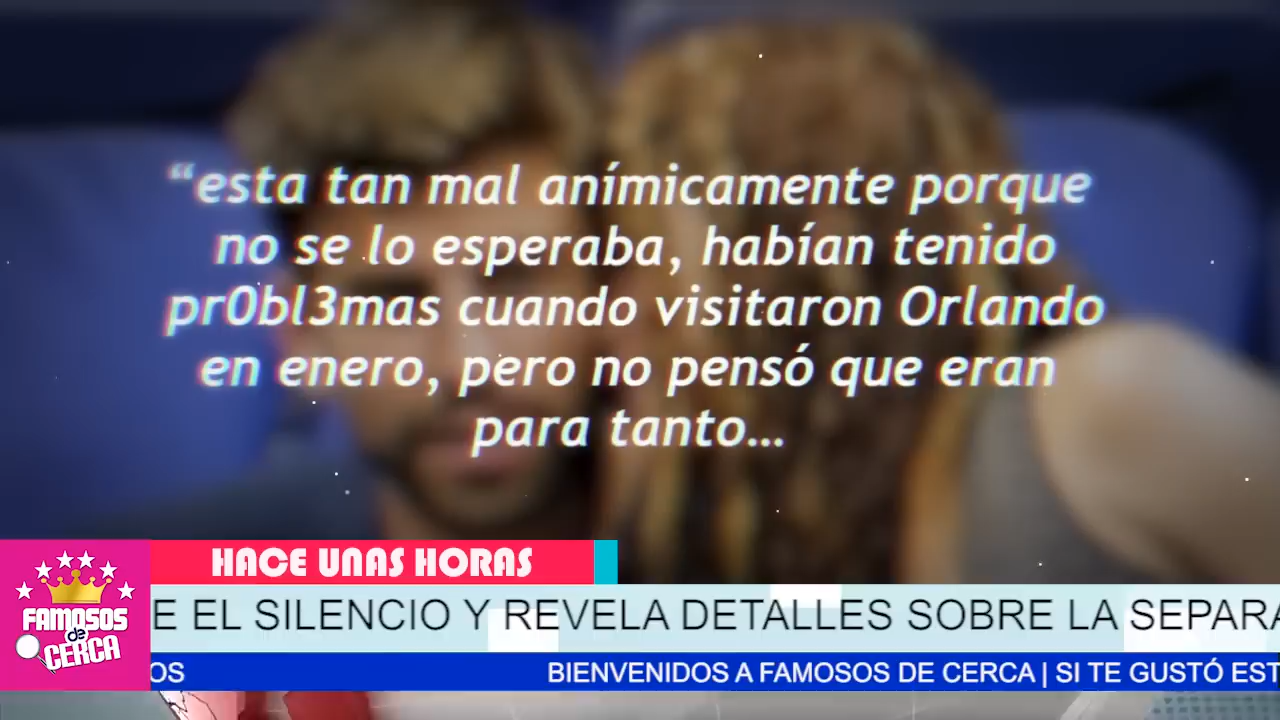 “esta tan mal anímicamente porque
no se lo esperaba, habían tenido
pr0bl3mas cuando visitaron Orlando
en enero, pero no pensó que eran
para tanto...
HACE UNAS HORAS
E EL SILENCIO Y REVELA DETALLES SOBRE LA SEPARA
FAMOSOS
de
CERCA
OS
BIENVENIDOS A FAMOSOS DE CERCA | SI TE GUSTÓ EST